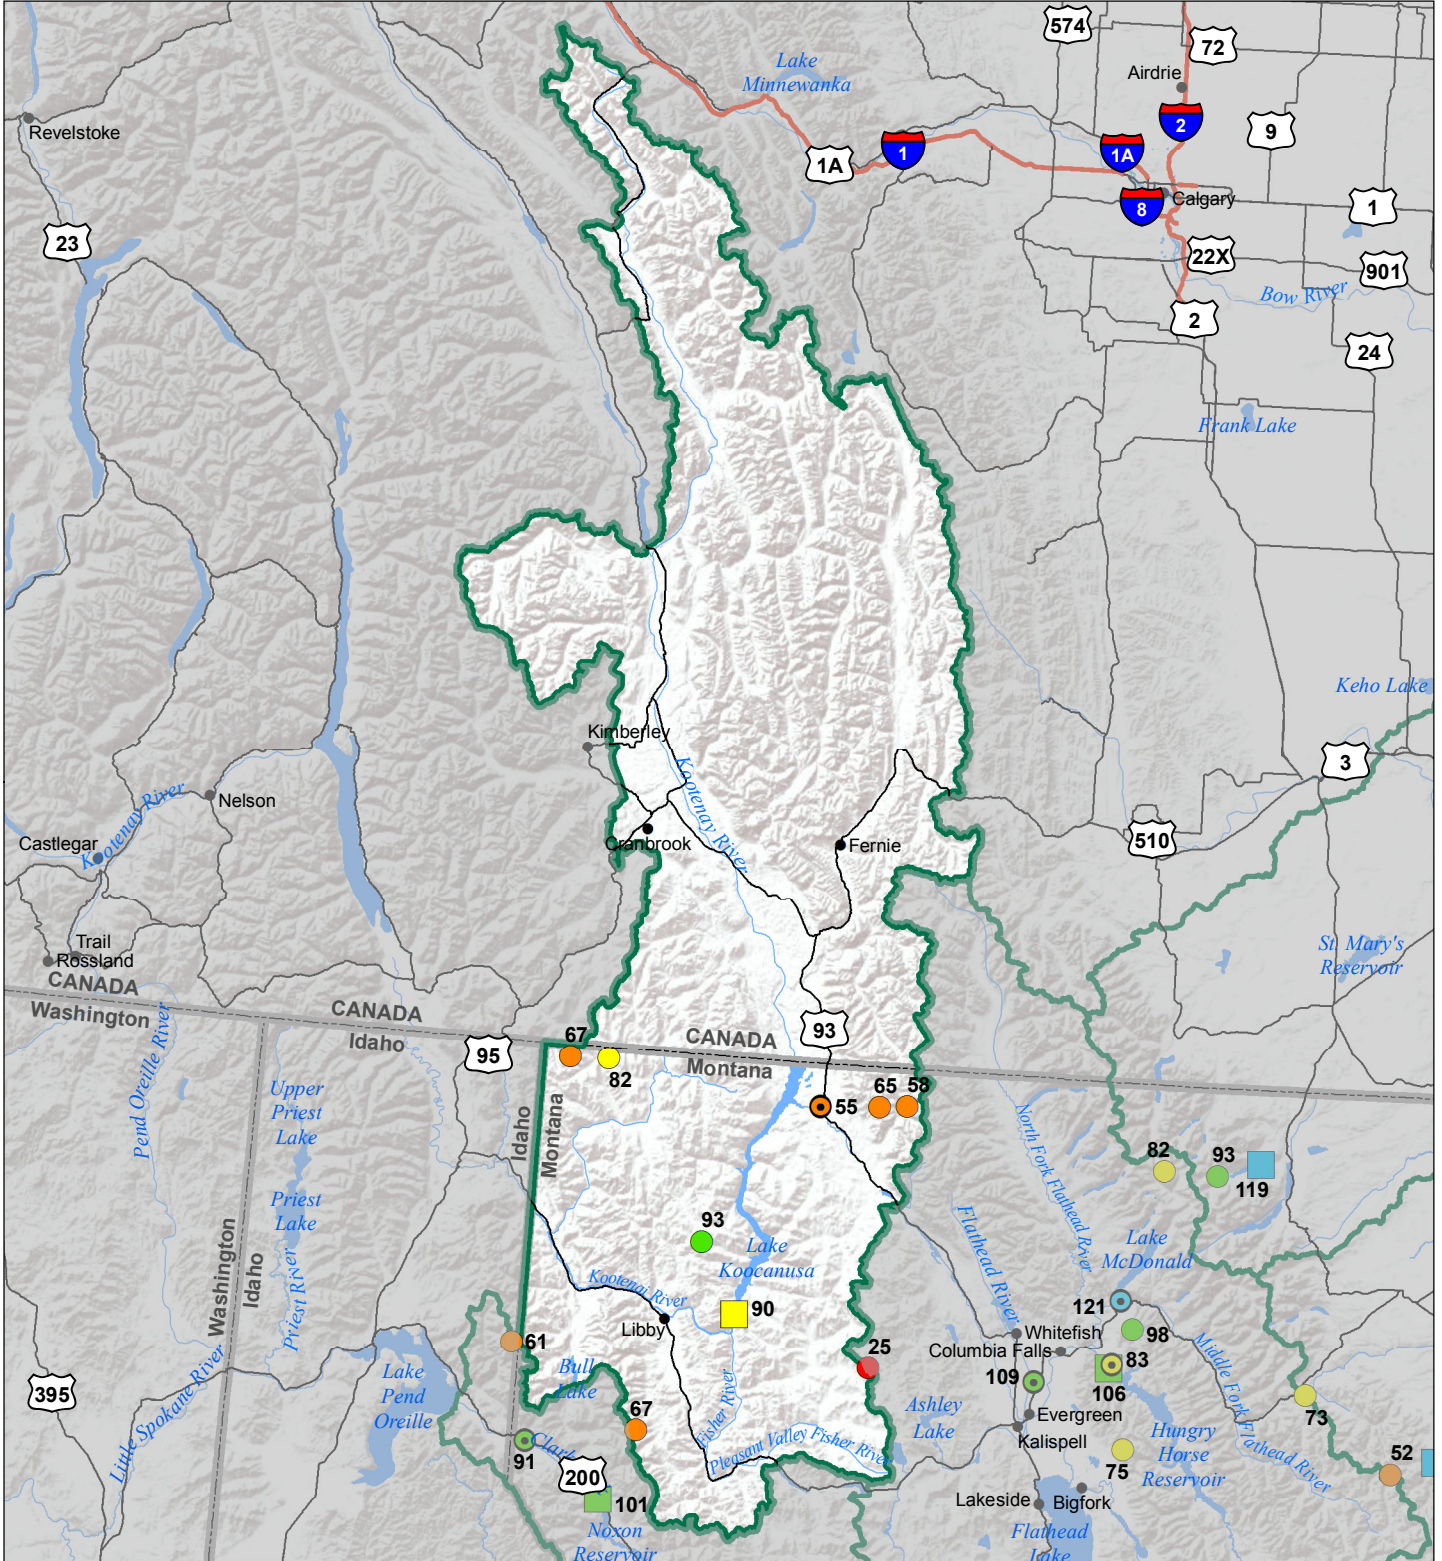 574
72
Lake
Minnewanka
Airdrie
Revelstoke
2
9
1
1A
1A
8
Calgary
1
23
22X
901
Bow River
2
24
Frank Lake
Keho Lake
Kimberley
3
Kootenay River
Kootenay River
Nelson
Castlegar
Cranbrook
Fernie
510
Trail
Rossland
St. Mary's
Reservoir
CANADA
Washington
CANADA
Idaho
95
67
82
CANADA
Montana
93
65
58
55
Pend Oreille River
Upper
Priest
Lake
Idaho
Montana
North Fork Flathead River
82
93
119
Priest
Lake
93
Lake
Koocanusa
Flathead River
Lake
McDonald
Washington
Idaho
Priest River
Kootenai River
90
Libby
121
98
Whitefish
Columbia Falls
61
25
83
106
109
Middle Fork Flathead River
395
Lake
Pend
Oreille
Bull
Lake
Little Spokane River
67
Fisher River
Ashley
Lake
Evergreen
Kalispell
73
Hungry
Horse
Reservoir
75
91
Clark
200
Pleasant Valley Fisher River
52
101
Lakeside
Bigfork
Noxon
Reservoir
Flathead
Lake